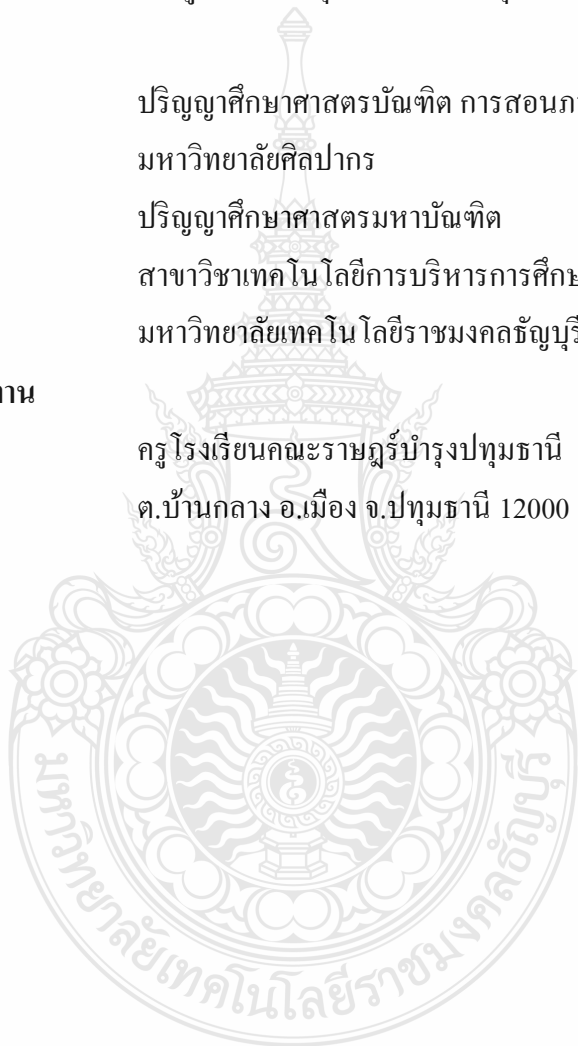 ปริญญาศึกษาศาสตรบัณฑิต การสอน
มหาวิทยาลัยศิลปากร
ปริญญาศึกษาศาสตรมหาบัณฑิต
สาขาวิชาเทคโนโลยีการบริหารการศึกษ
มหาวิทยาลัยเทคโนโลยีราชมงคลธัญบุรี
ครูโรงเรียนคณะราษฎร์บำรุงปทุมธานี
ต.บ้านกลาง อ.เมือง จ.ปทุมธานี 12000
มหาวิทยาลัยเทคโนโลยีราชมงคลธัญบุรี